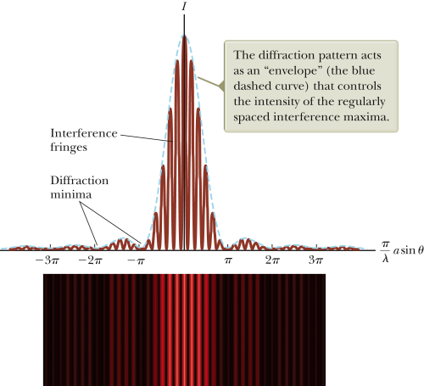 I
The diffraction pattern acts
as an “envelope” (the blue
dashed curve) that controls
the intensity of the regularly
spaced interference maxima.
Interference
fringes
Diffraction
minima
−3π −2π −π π 2π 3π
π/λ a sin θ